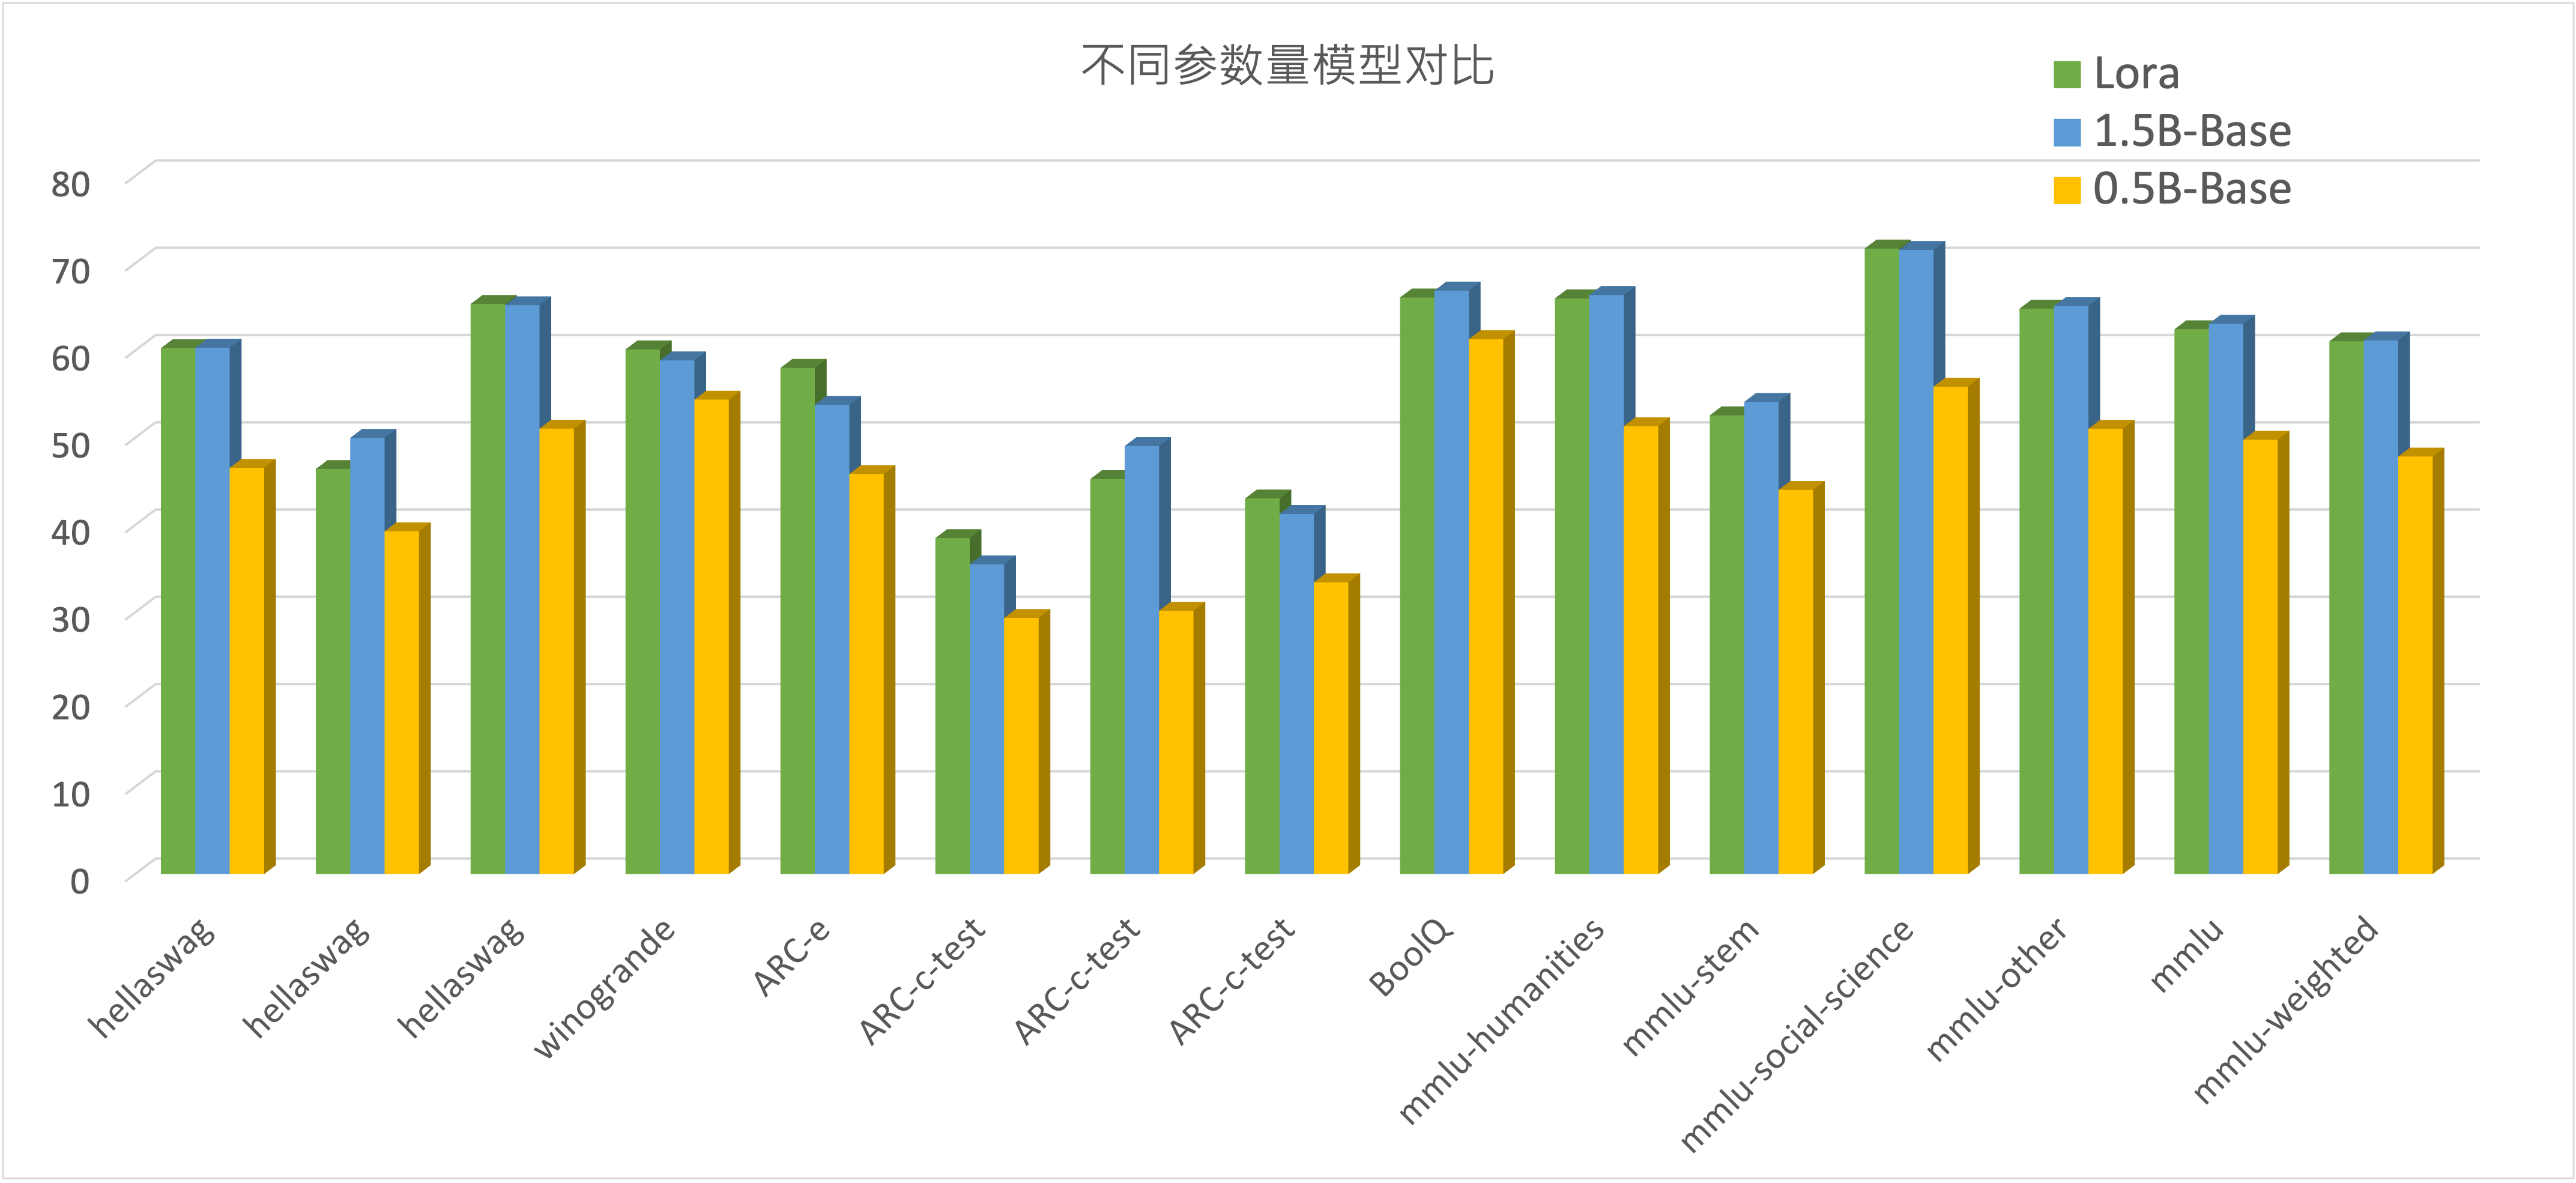 不同参数量模型对比
Lora
1.5B-Base
0.5B-Base
80
70
60
50
40
30
20
10
0
hellaswag
hellaswag
hellaswag
winogrande
ARC-e
ARC-c-test
ARC-c-test
ARC-c-test
BoolQ
mmlu-humanities
mmlu-stem
mmlu-social-science
mmlu-other
mmlu
mmlu-weighted